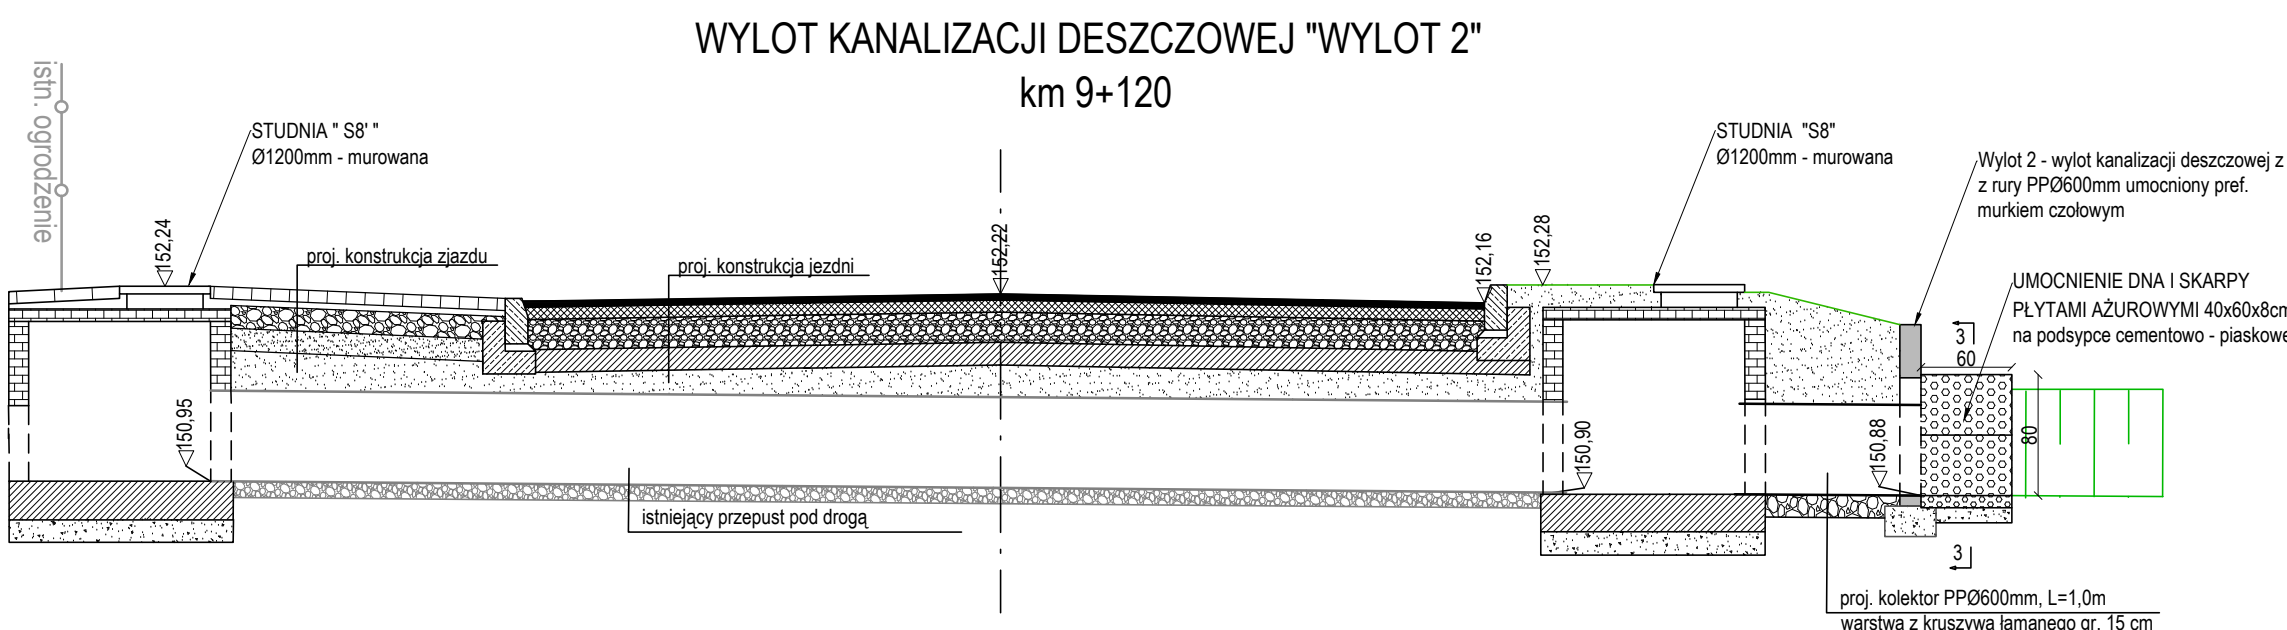 WYLOT KANALIZACJI DESZCZOWEJ "WYLOT 2"
km 9+120
istn. ogrodzenie
STUDNIA " S8' "
Ø1200mm - murowana
STUDNIA "S8"
Ø1200mm - murowana
Wylot 2 - wylot kanalizacji deszczowej z
z rury PPØ600mm umocniony pref.
murkiem czołowym
152,24
proj. konstrukcja zjazdu
proj. konstrukcja jezdni
152,22
152,16
152,28
UMOCNIENIE DNA I SKARPY
PŁYTAMI AŻUROWYMI 40x60x8cm
na podsypce cementowo - piaskowe
3
60
80
150,95
150,90
150,88
istniejący przepust pod drogą
3
proj. kolektor PPØ600mm, L=1,0m
warstwa z kruszywa łamanego gr. 15 cm